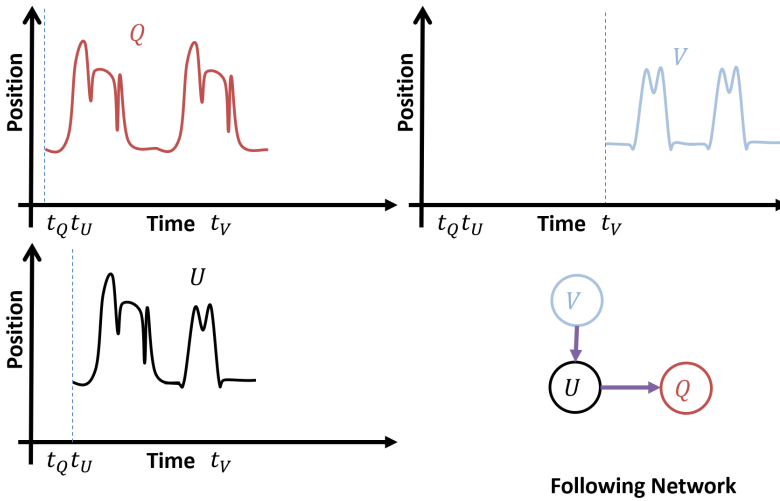 Q
Position
t_Q t_U Time t_V
V
Position
t_Q t_U Time t_V
U
Position
t_Q t_U Time t_V
V
U Q
Following Network